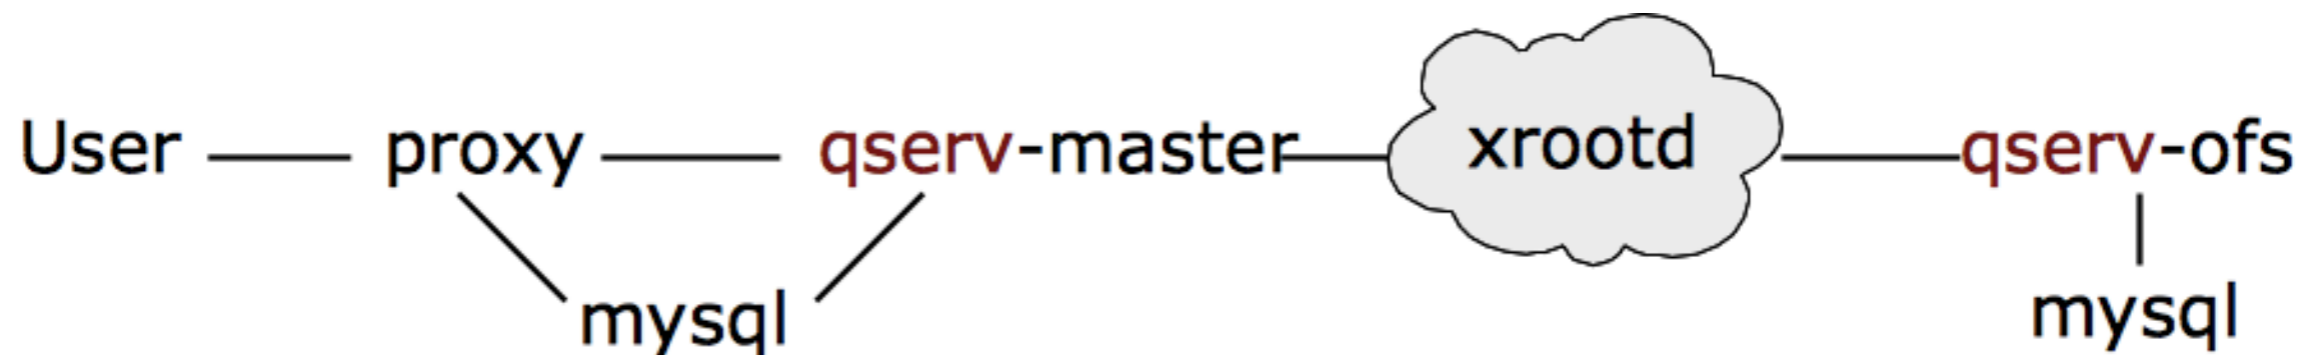 User proxy qserv-master xrootd qserv-ofs
mysql mysql